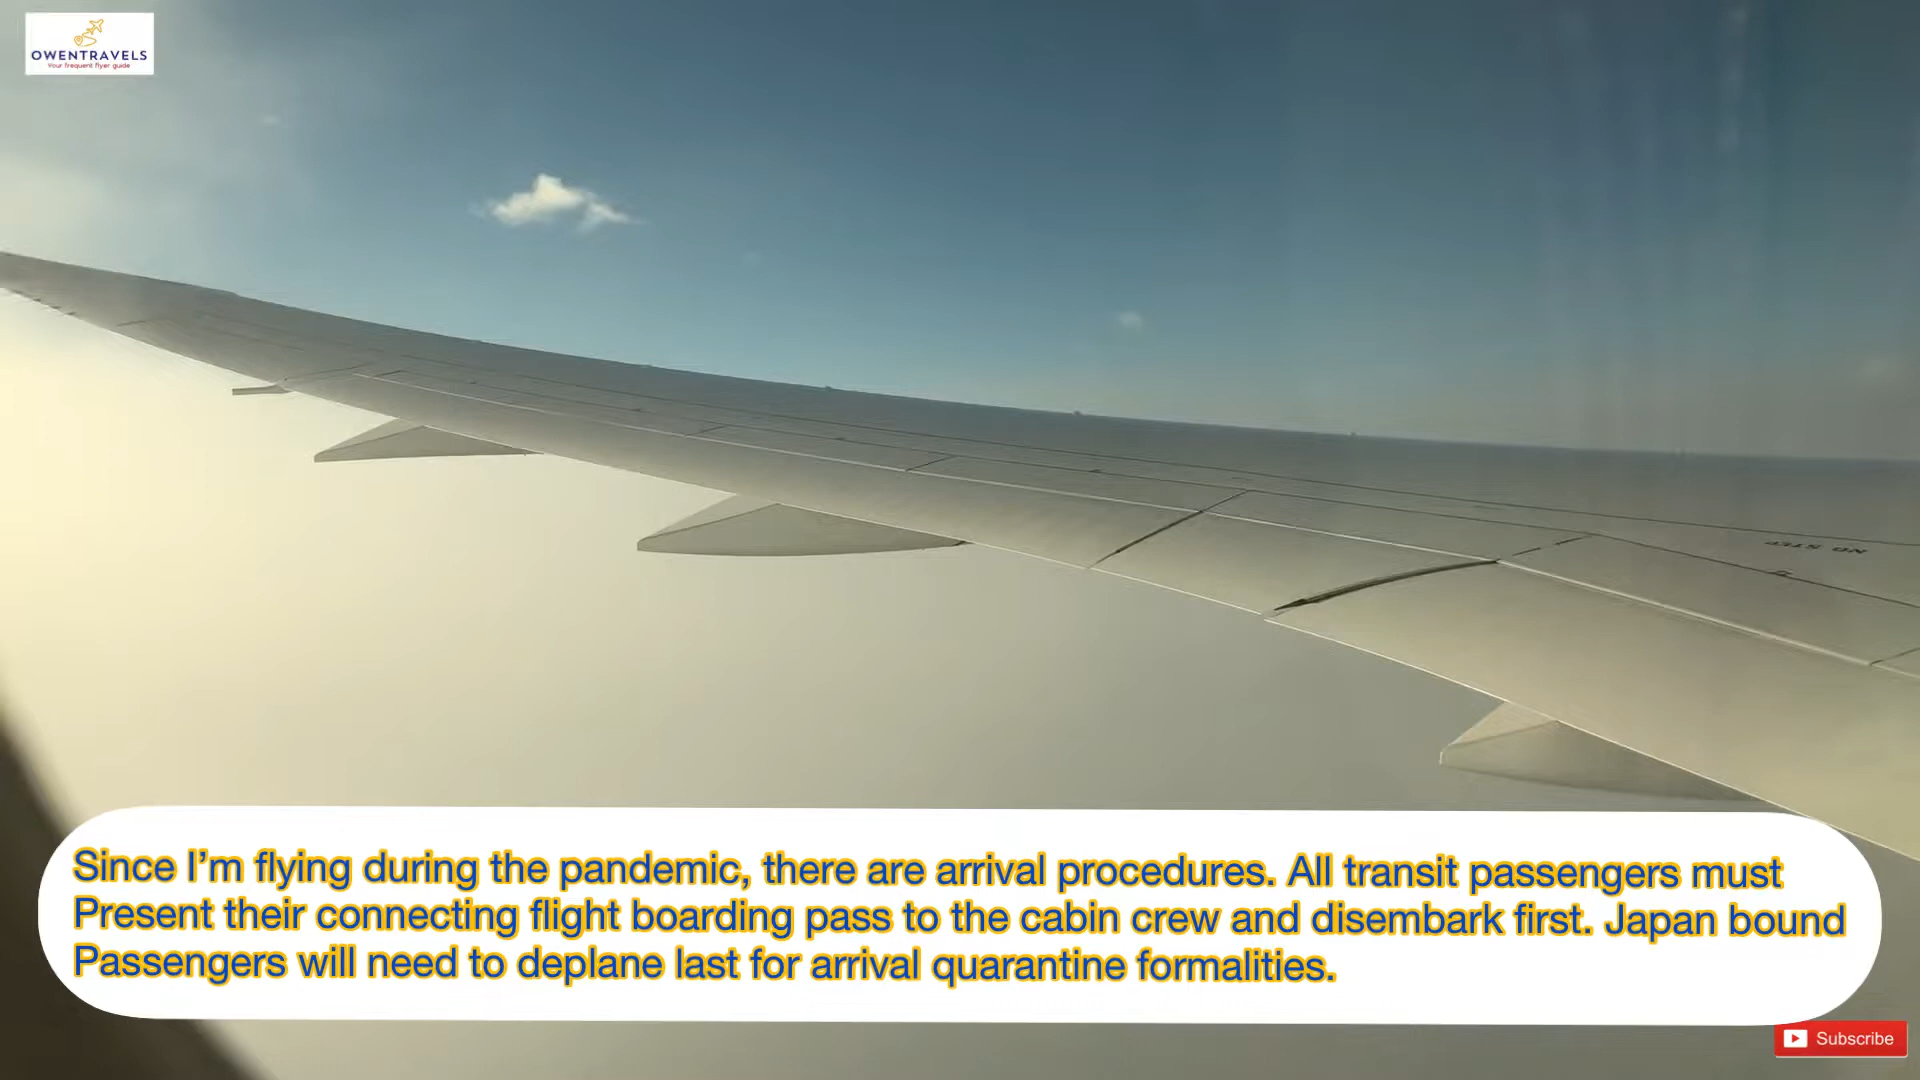 OWENTRAVELS
Your frequent flyer guide
NO STEP
Since I'm flying during the pandemic, there are arrival procedures. All transit passengers must
Present their connecting flight boarding pass to the cabin crew and disembark first. Japan bound
Passengers will need to deplane last for arrival quarantine formalities.
Subscribe